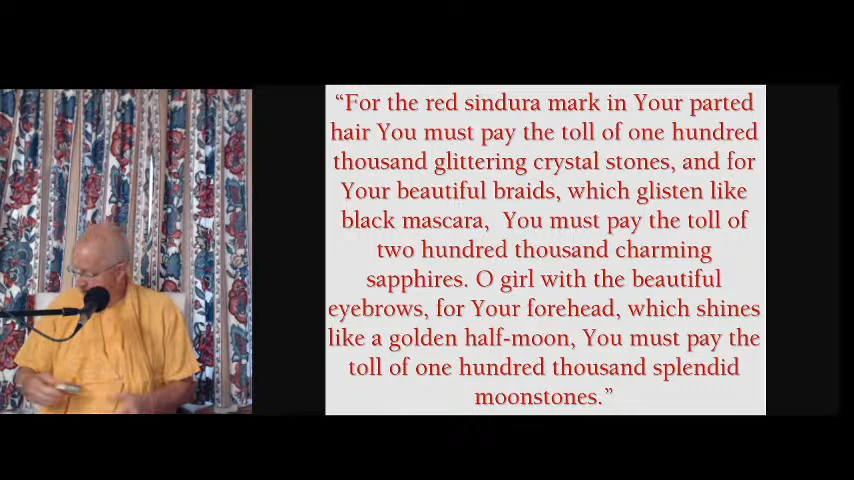 “For the red sindura mark in Your parted
hair You must pay the toll of one hundred
thousand glittering crystal stones, and for
Your beautiful braids, which glisten like
black mascara,  You must pay the toll of
two hundred thousand charming
sapphires. O girl with the beautiful
eyebrows, for Your forehead, which shines
like a golden half-moon, You must pay the
toll of one hundred thousand splendid
moonstones.”